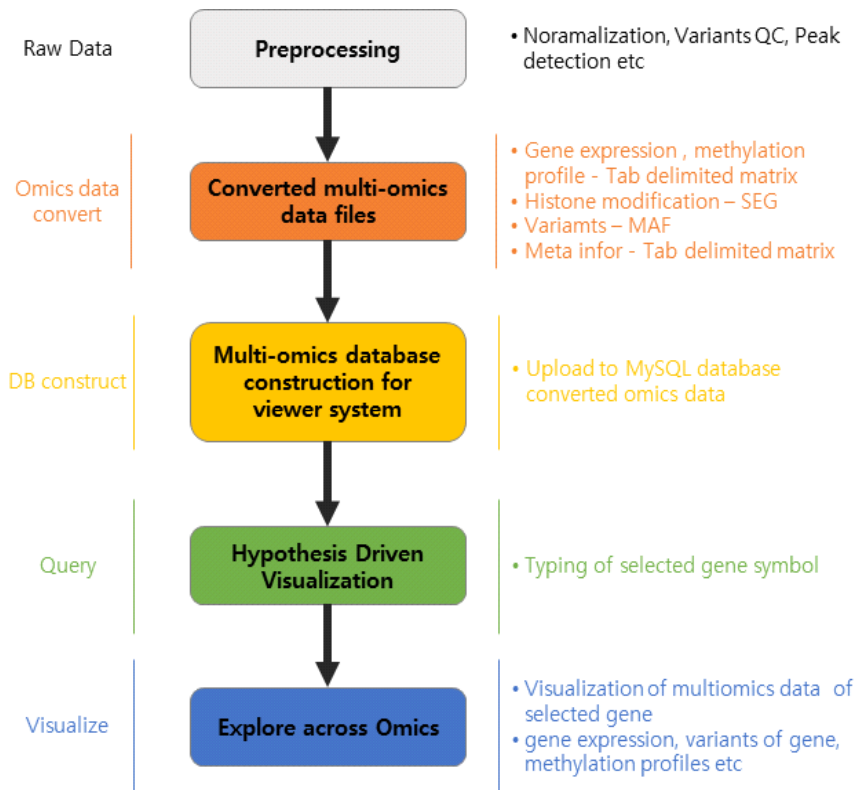 Raw Data
Preprocessing
• Noramalization, Variants QC, Peak
detection etc
Omics data
convert
Converted multi-omics
data files
• Gene expression , methylation
profile - Tab delimited matrix
• Histone modification – SEG
• Variamts – MAF
• Meta infor - Tab delimited matrix
DB construct
Multi-omics database
construction for
viewer system
• Upload to MySQL database
converted omics data
Query
Hypothesis Driven
Visualization
• Typing of selected gene symbol
Visualize
Explore across Omics
• Visualization of multiomics data of
selected gene
• gene expression, variants of gene,
methylation profiles etc